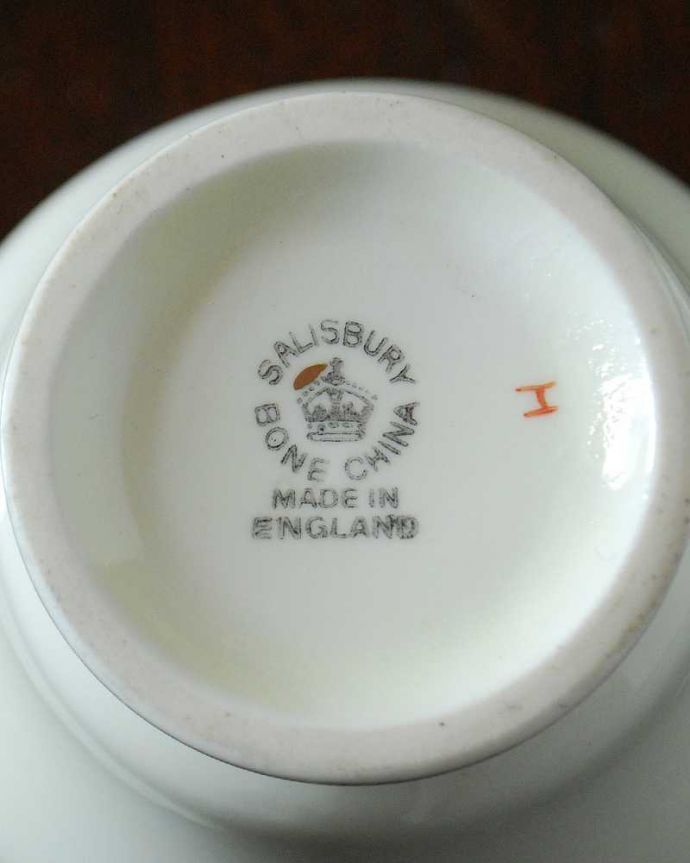 SALISBURY
BONE CHINA
MADE IN
ENGLAND
H